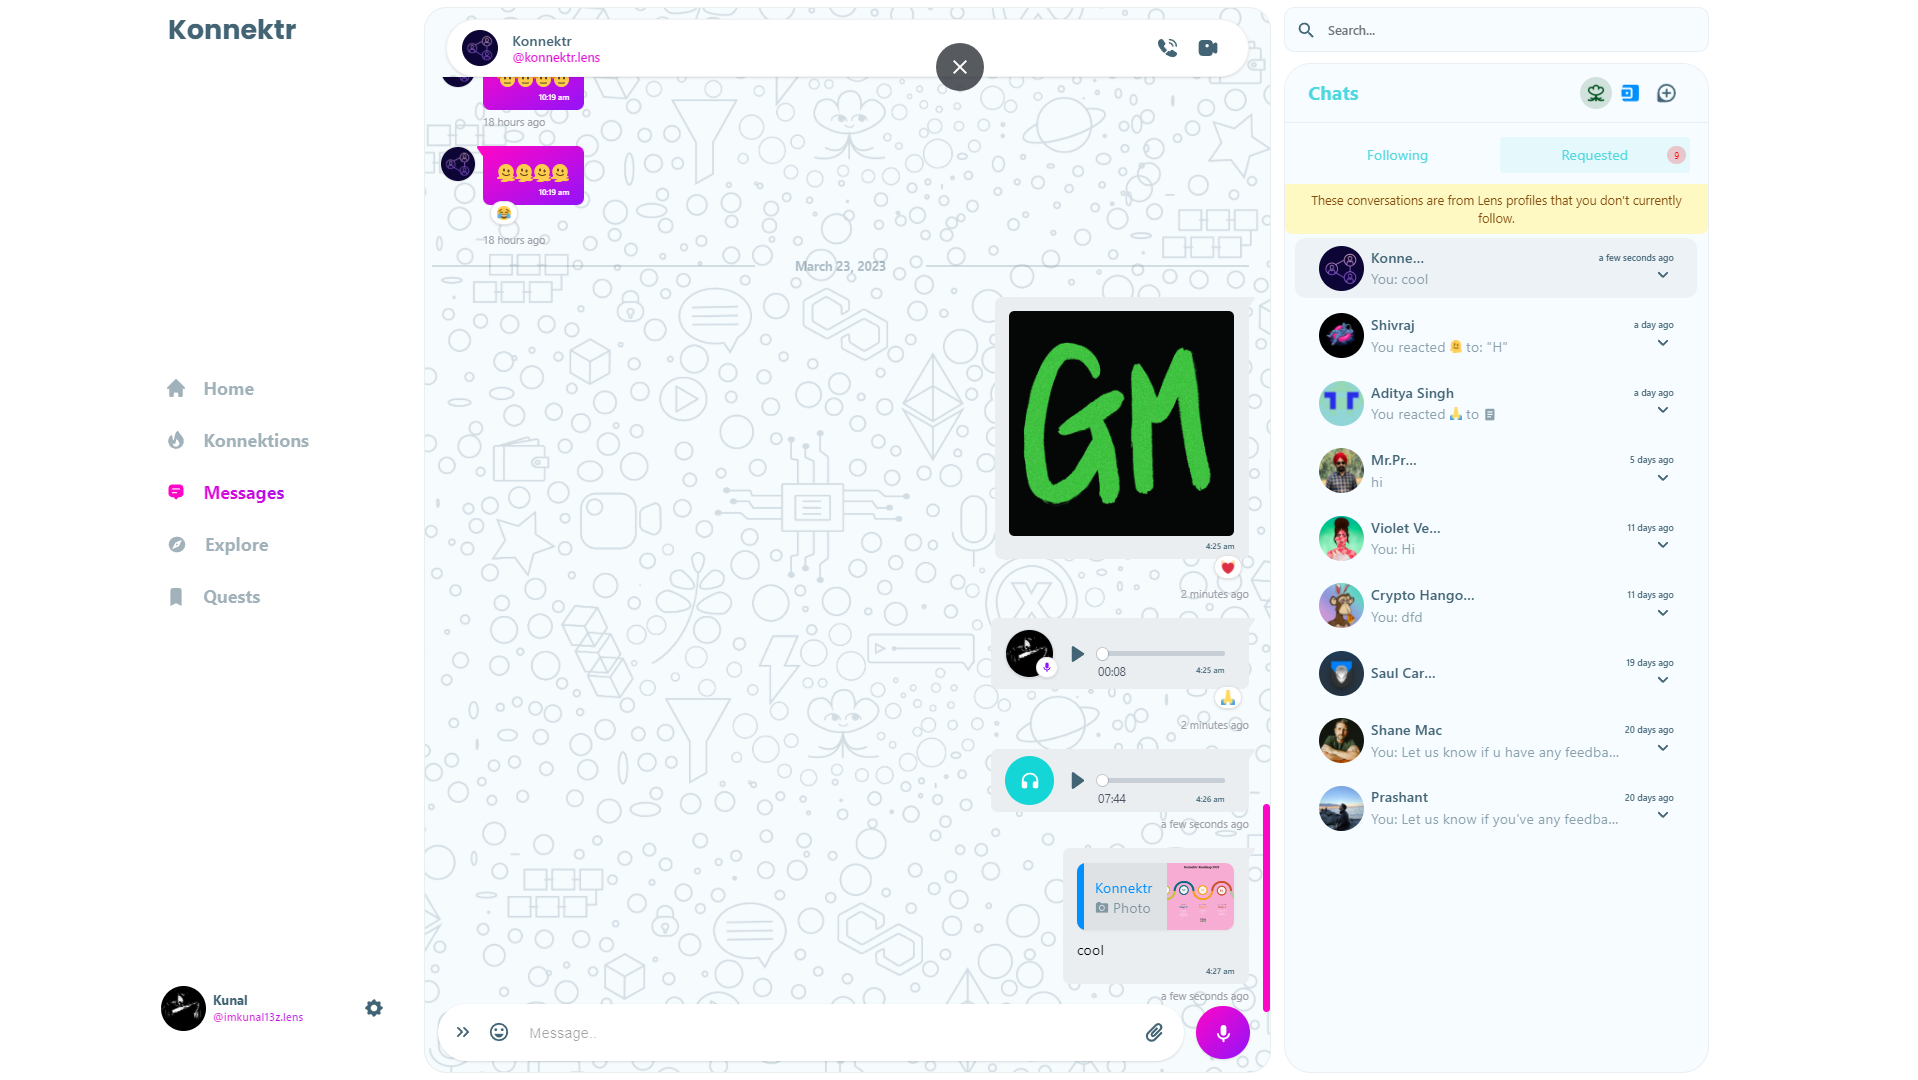 Konnektr
Home
Konnektions
Messages
Explore
Quests
Kunal
@imkunal13z.lens
Konnektr
@konnektr.lens
10:19 am
18 hours ago
10:19 am
18 hours ago
March 23, 2023
GM
4:25 am
2 minutes ago
00:08
4:25 am
2 minutes ago
07:44
4:26 am
a few seconds ago
Konnektr
Photo
cool
4:27 am
a few seconds ago
Message..
Search...
Chats
Following
Requested
9
These conversations are from Lens profiles that you don't currently
follow.
Konne...
a few seconds ago
You: cool
Shivraj
a day ago
You reacted 🫠 to: "H"
Aditya Singh
a day ago
You reacted 🙏 to
Mr.Pr...
5 days ago
hi
Violet Ve...
11 days ago
You: Hi
Crypto Hango...
11 days ago
You: dfd
Saul Car...
19 days ago
Shane Mac
20 days ago
You: Let us know if u have any feedba...
Prashant
20 days ago
You: Let us know if you've any feedba...